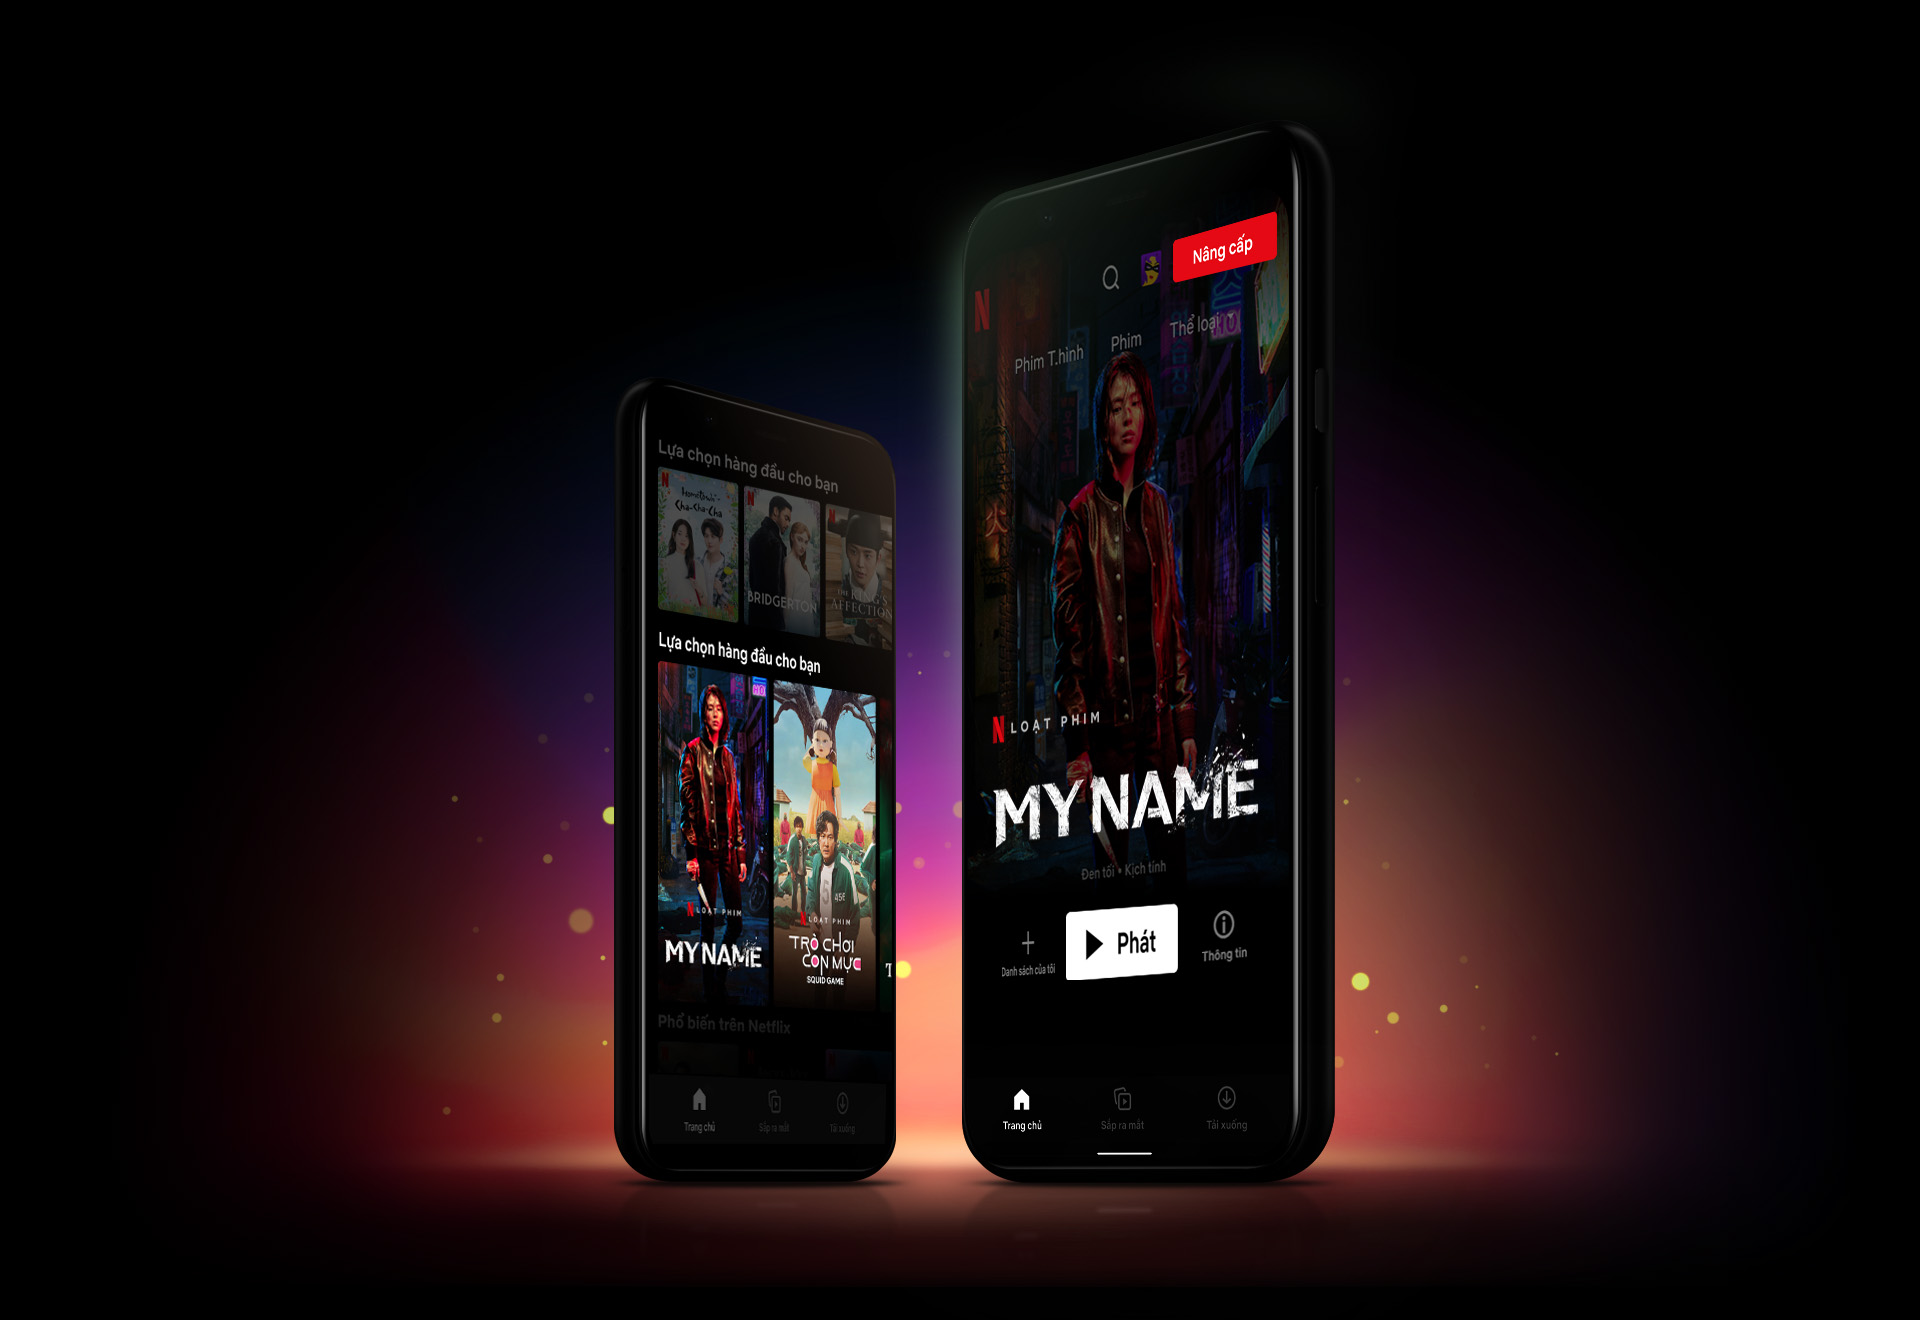 Lựa chọn hàng đầu cho bạn
HomeTown
Cha-Cha-Cha
BRIDGERTON
THE KING'S
AFFECTION
Lựa chọn hàng đầu cho bạn
HO
N LOẠT PHIM
MY NAME
456
N LOẠT PHIM
TRÒ CHƠI
CON MỰC
SQUID GAME
T
Phổ biến trên Netflix
Trang chủ
Sắp ra mắt
Tải xuống
Nâng cấp
N
Phim T.hình
Phim
Thể loại
N LOẠT PHIM
MY NAME
Đen tối • Kịch tính
Danh sách của tôi
Phát
Thông tin
Trang chủ
Sắp ra mắt
Tải xuống